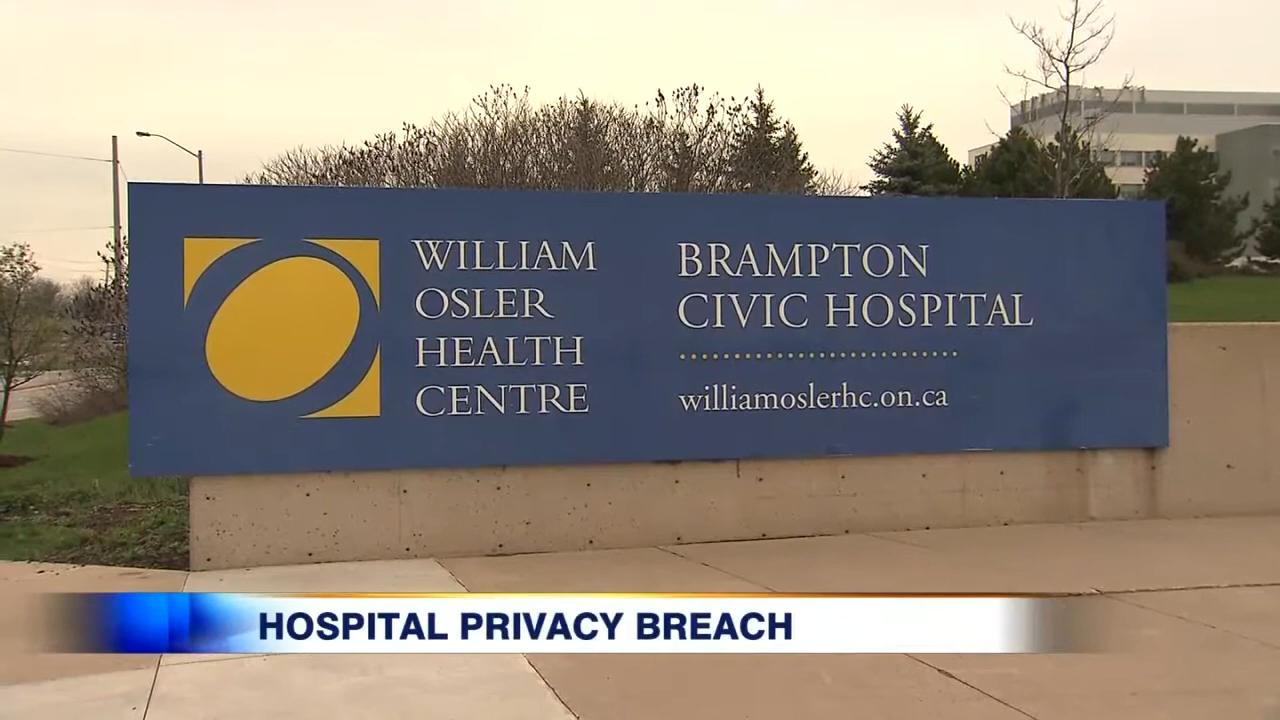 WILLIAM
OSLER
HEALTH
CENTRE
BRAMPTON
CIVIC HOSPITAL
williamoslerhc.on.ca
HOSPITAL PRIVACY BREACH